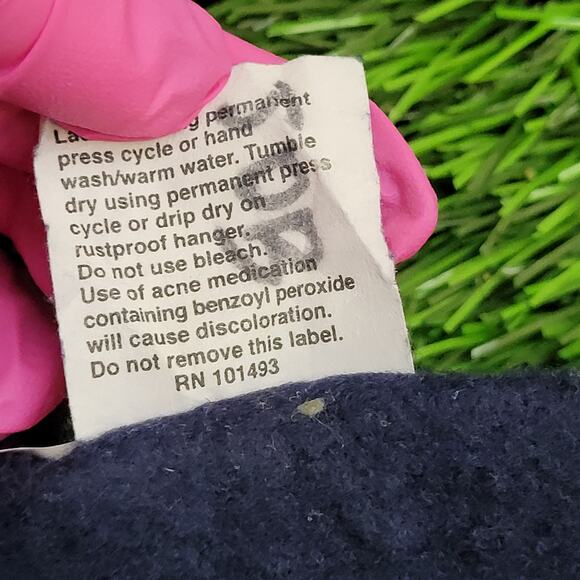 permanent
press cycle or hand
wash/warm water. Tumble
dry using permanent press
cycle or drip dry on
rustproof hanger.
Do not use bleach.
Use of acne medication
containing benzoyl peroxide
will cause discoloration.
Do not remove this label.
RN 101493